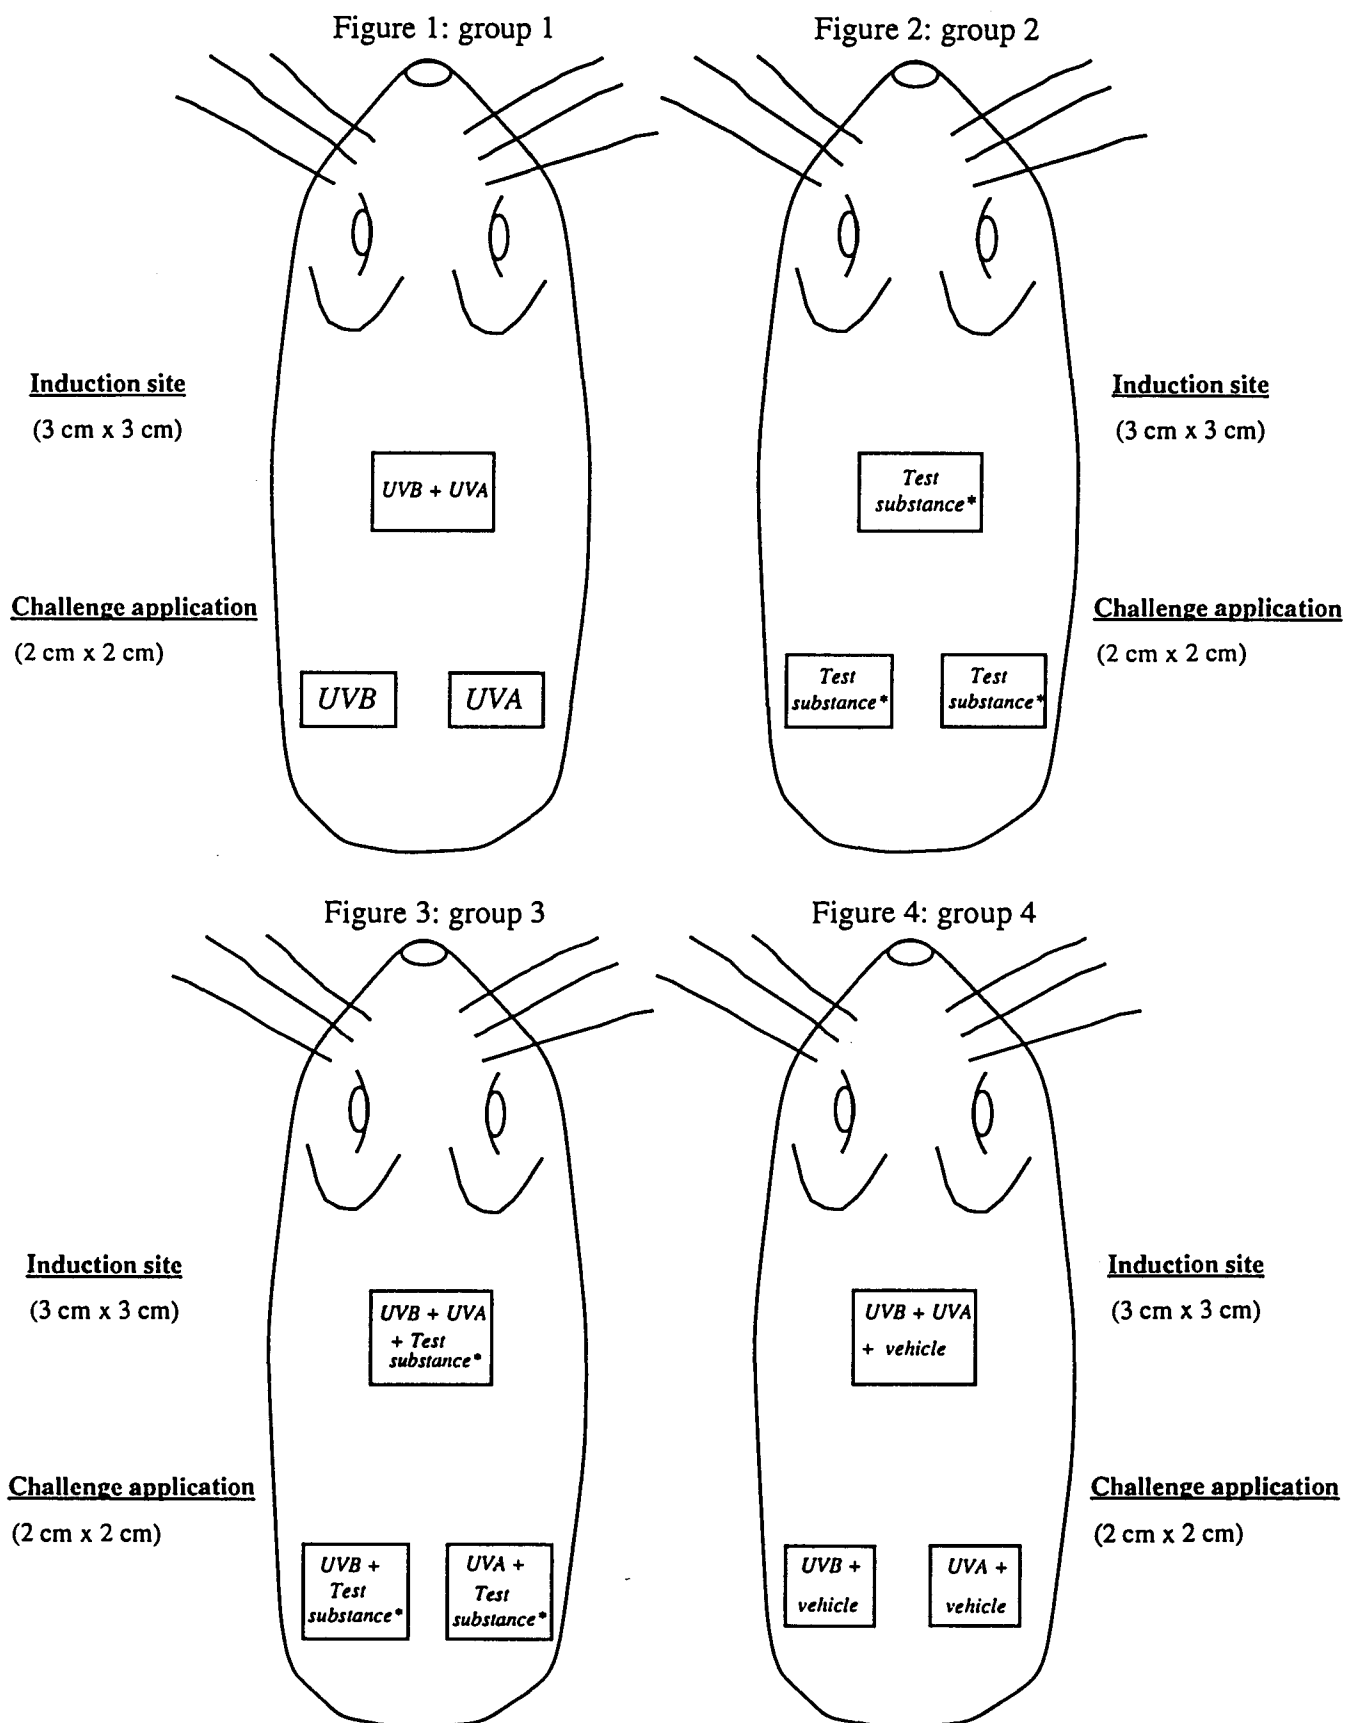 Figure 1: group 1
Figure 2: group 2
Induction site
(3 cm x 3 cm)
UVB + UVA
Challenge application
(2 cm x 2 cm)
UVB
UVA
Induction site
(3 cm x 3 cm)
Test
substance*
Challenge application
(2 cm x 2 cm)
Test
substance*
Test
substance*
Figure 3: group 3
Figure 4: group 4
Induction site
(3 cm x 3 cm)
UVB + UVA
+ Test
substance*
Challenge application
(2 cm x 2 cm)
UVB +
Test
substance*
UVA +
Test
substance*
Induction site
(3 cm x 3 cm)
UVB + UVA
+ vehicle
Challenge application
(2 cm x 2 cm)
UVB +
vehicle
UVA +
vehicle